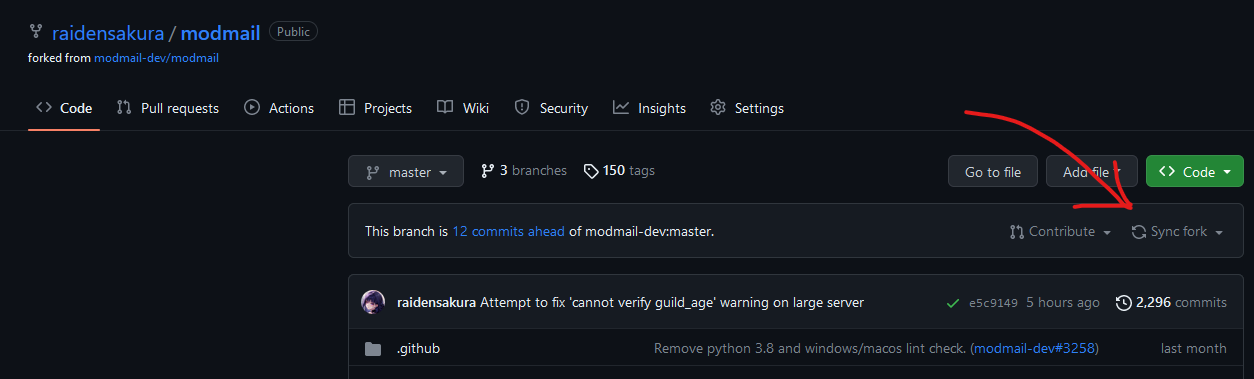 raidensakura / modmail Public
forked from modmail-dev/modmail
Code Pull requests Actions Projects Wiki Security Insights Settings
master 3 branches 150 tags Go to file Add file Code
This branch is 12 commits ahead of modmail-dev:master. Contribute Sync fork
raidensakura Attempt to fix 'cannot verify guild_age' warning on large server e5c9149 5 hours ago 2,296 commits
.github Remove python 3.8 and windows/macos lint check. (modmail-dev#3258) last month